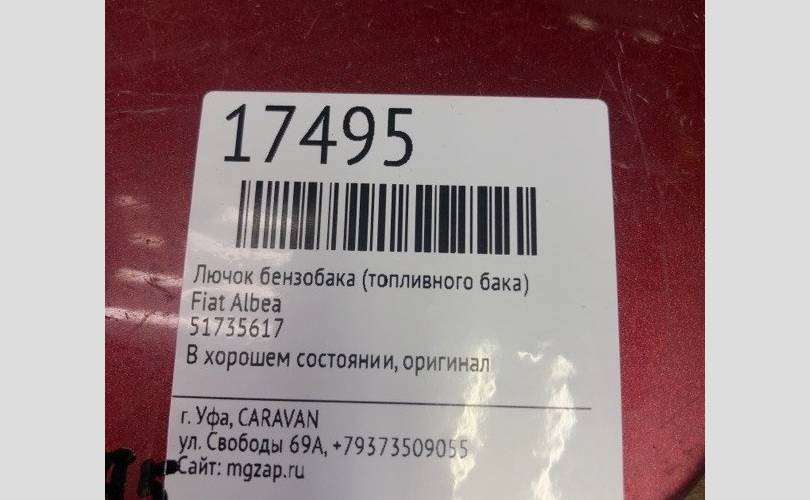 17495
Лючок бензобака (топливного бака)
Fiat Albea
51735617
В хорошем состоянии, оригинал
г. Уфа, CARAVAN
ул. Свободы 69А, +79373509055
Сайт: mgzap.ru